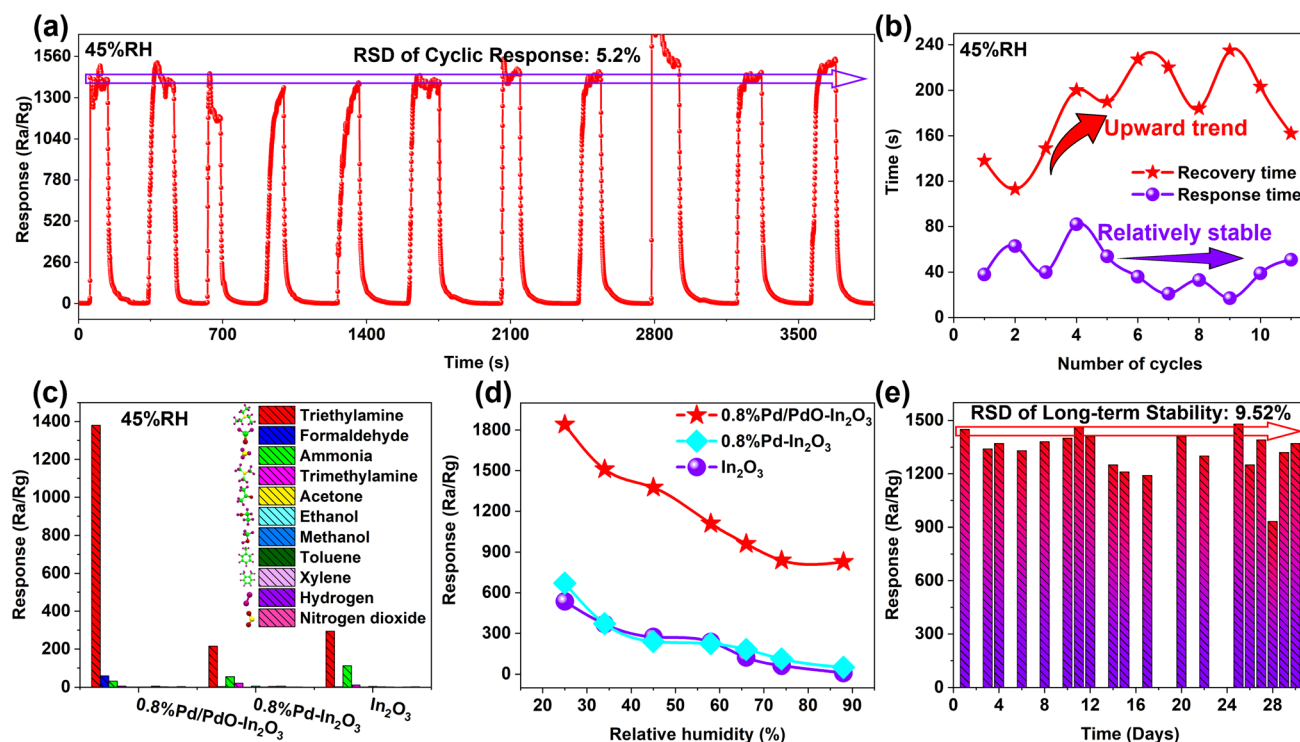 (a)
45%RH
RSD of Cyclic Response: 5.2%
1560
1300
1040
780
520
260
0
Response (Ra/Rg)
0 700 1400 2100 2800 3500
Time (s)
(b)
45%RH
240
200
160
120
80
40
0
Time (s)
Upward trend
Recovery time
Response time
Relatively stable
0 2 4 6 8 10
Number of cycles
(c)
45%RH
1400
1200
1000
800
600
400
200
0
Response (Ra/Rg)
Triethylamine
Formaldehyde
Ammonia
Trimethylamine
Acetone
Ethanol
Methanol
Toluene
Xylene
Hydrogen
Nitrogen dioxide
0.8%Pd/PdO-In₂O₃
0.8%Pd-In₂O₃
In₂O₃
(d)
1800
1500
1200
900
600
300
0
Response (Ra/Rg)
0.8%Pd/PdO-In₂O₃
0.8%Pd-In₂O₃
In₂O₃
20 30 40 50 60 70 80 90
Relative humidity (%)
(e)
RSD of Long-term Stability: 9.52%
1500
1200
900
600
300
0
Response (Ra/Rg)
0 4 8 12 16 20 24 28
Time (Days)